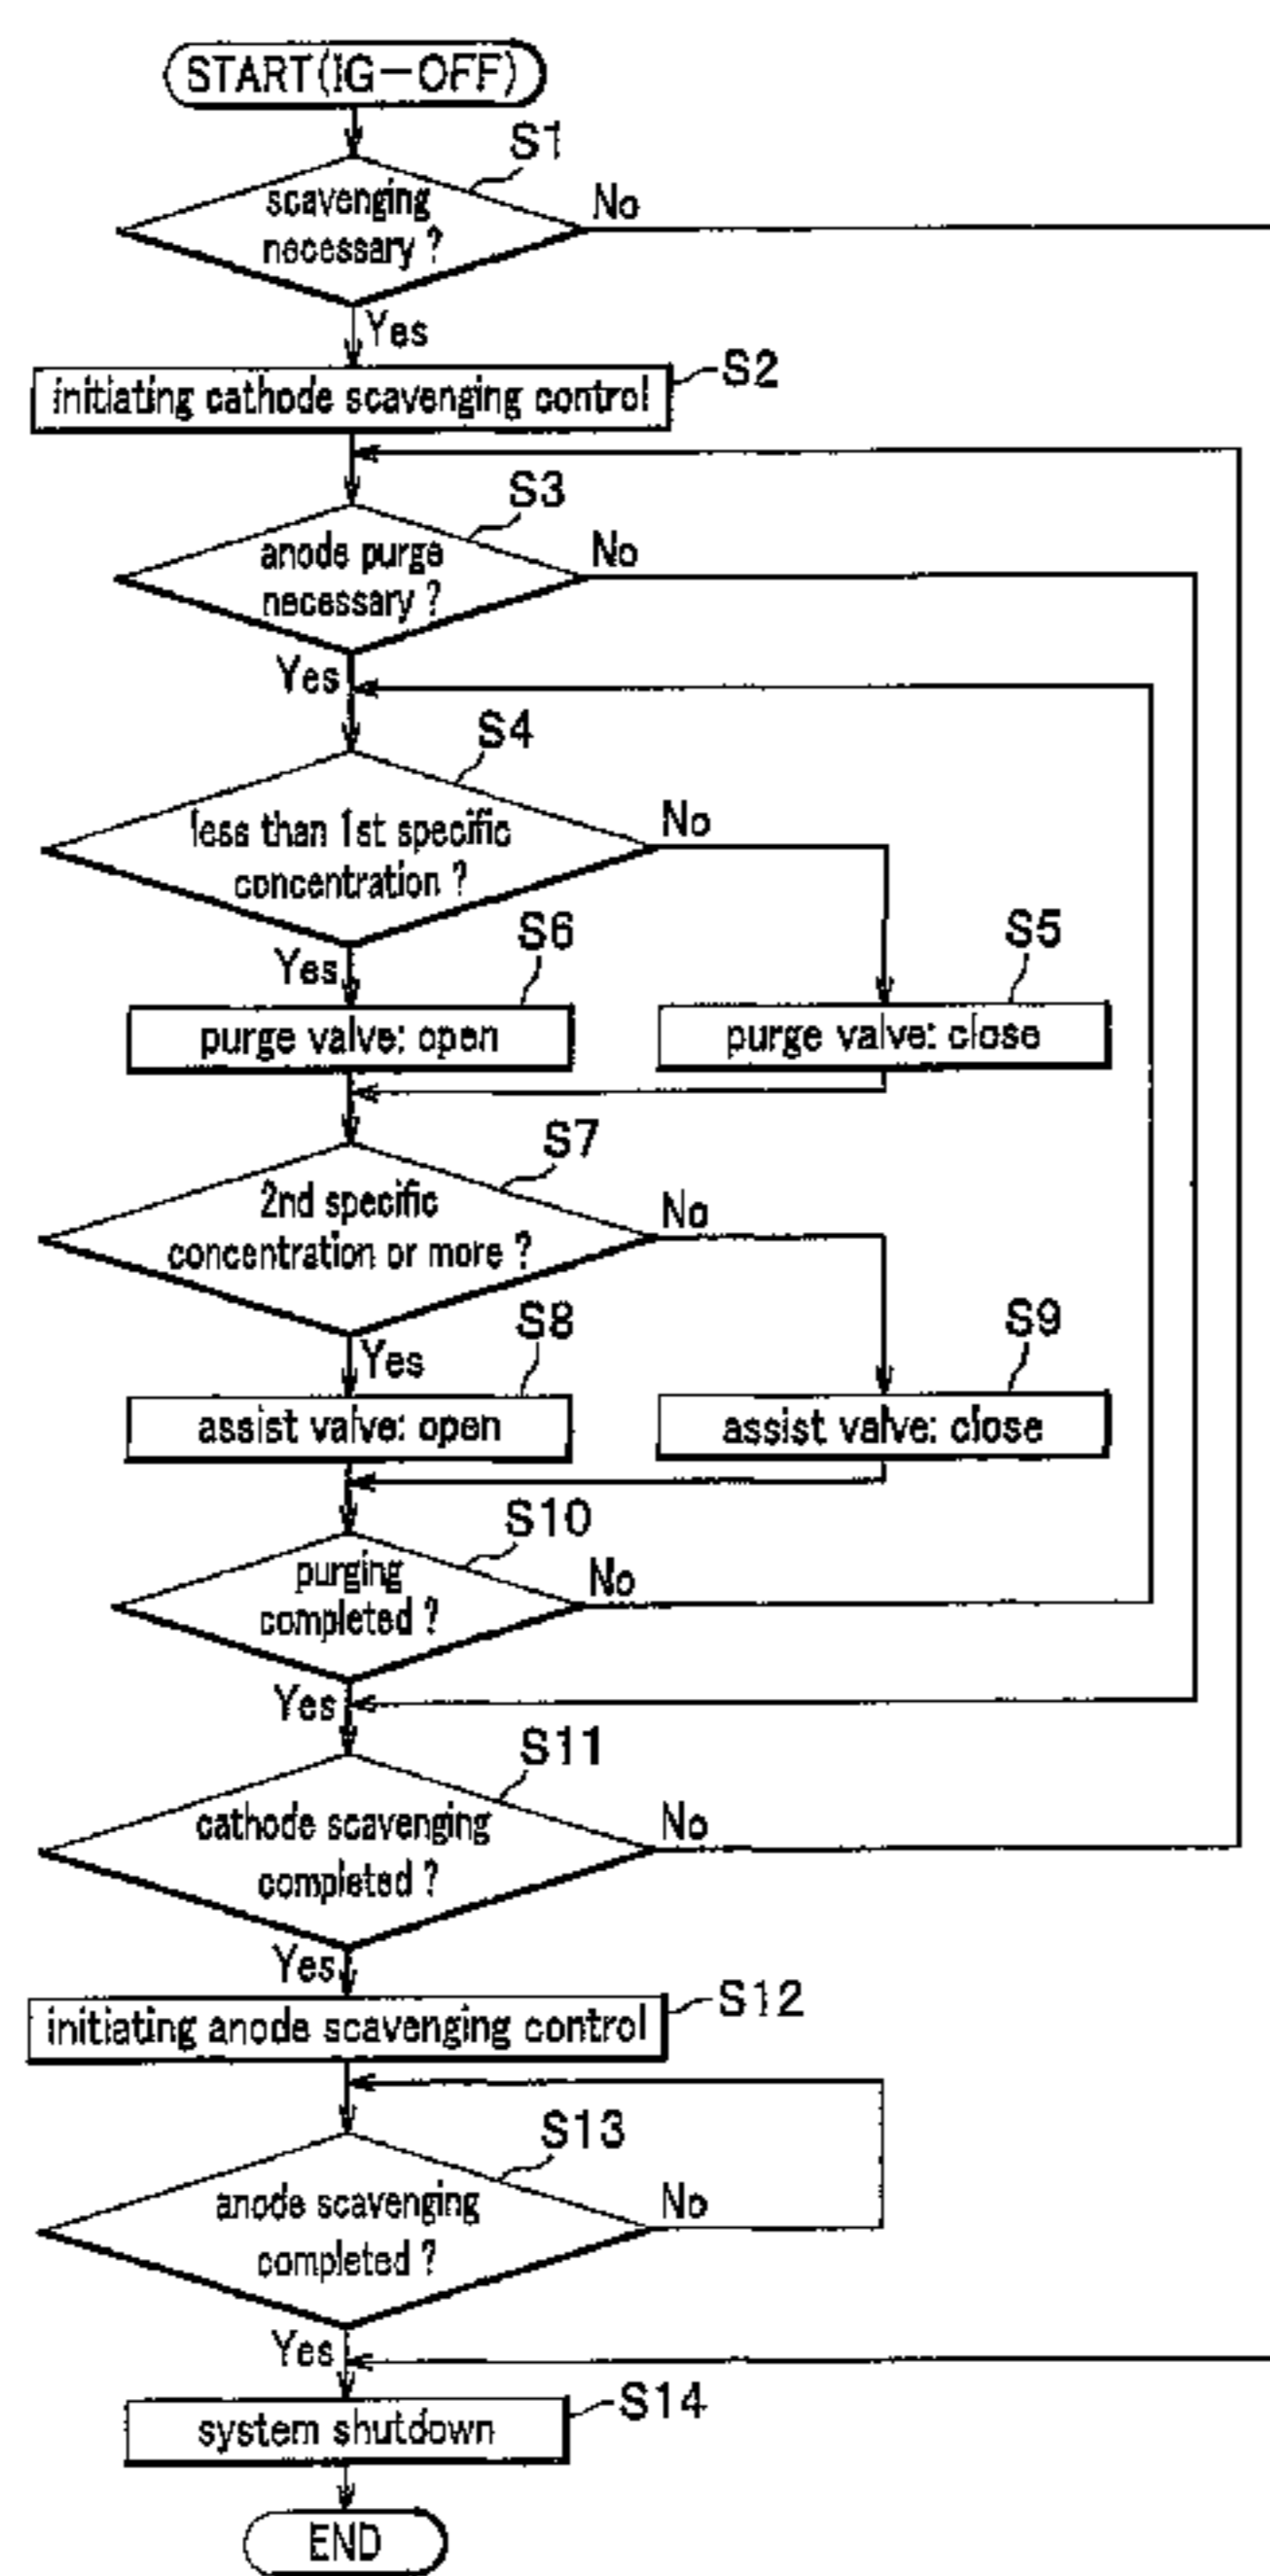 START(IG-OFF)
S1
scavenging
necessary ?
No
Yes
initiating cathode scavenging control
S2
S3
anode purge
necessary ?
No
Yes
S4
less than 1st specific
concentration ?
No
Yes
S6
S5
purge valve: open
purge valve: close
S7
2nd specific
concentration or more ?
No
Yes
S8
S9
assist valve: open
assist valve: close
S10
purging
completed ?
No
Yes
S11
cathode scavenging
completed ?
No
Yes
initiating anode scavenging control
S12
S13
anode scavenging
completed ?
No
Yes
system shutdown
S14
END